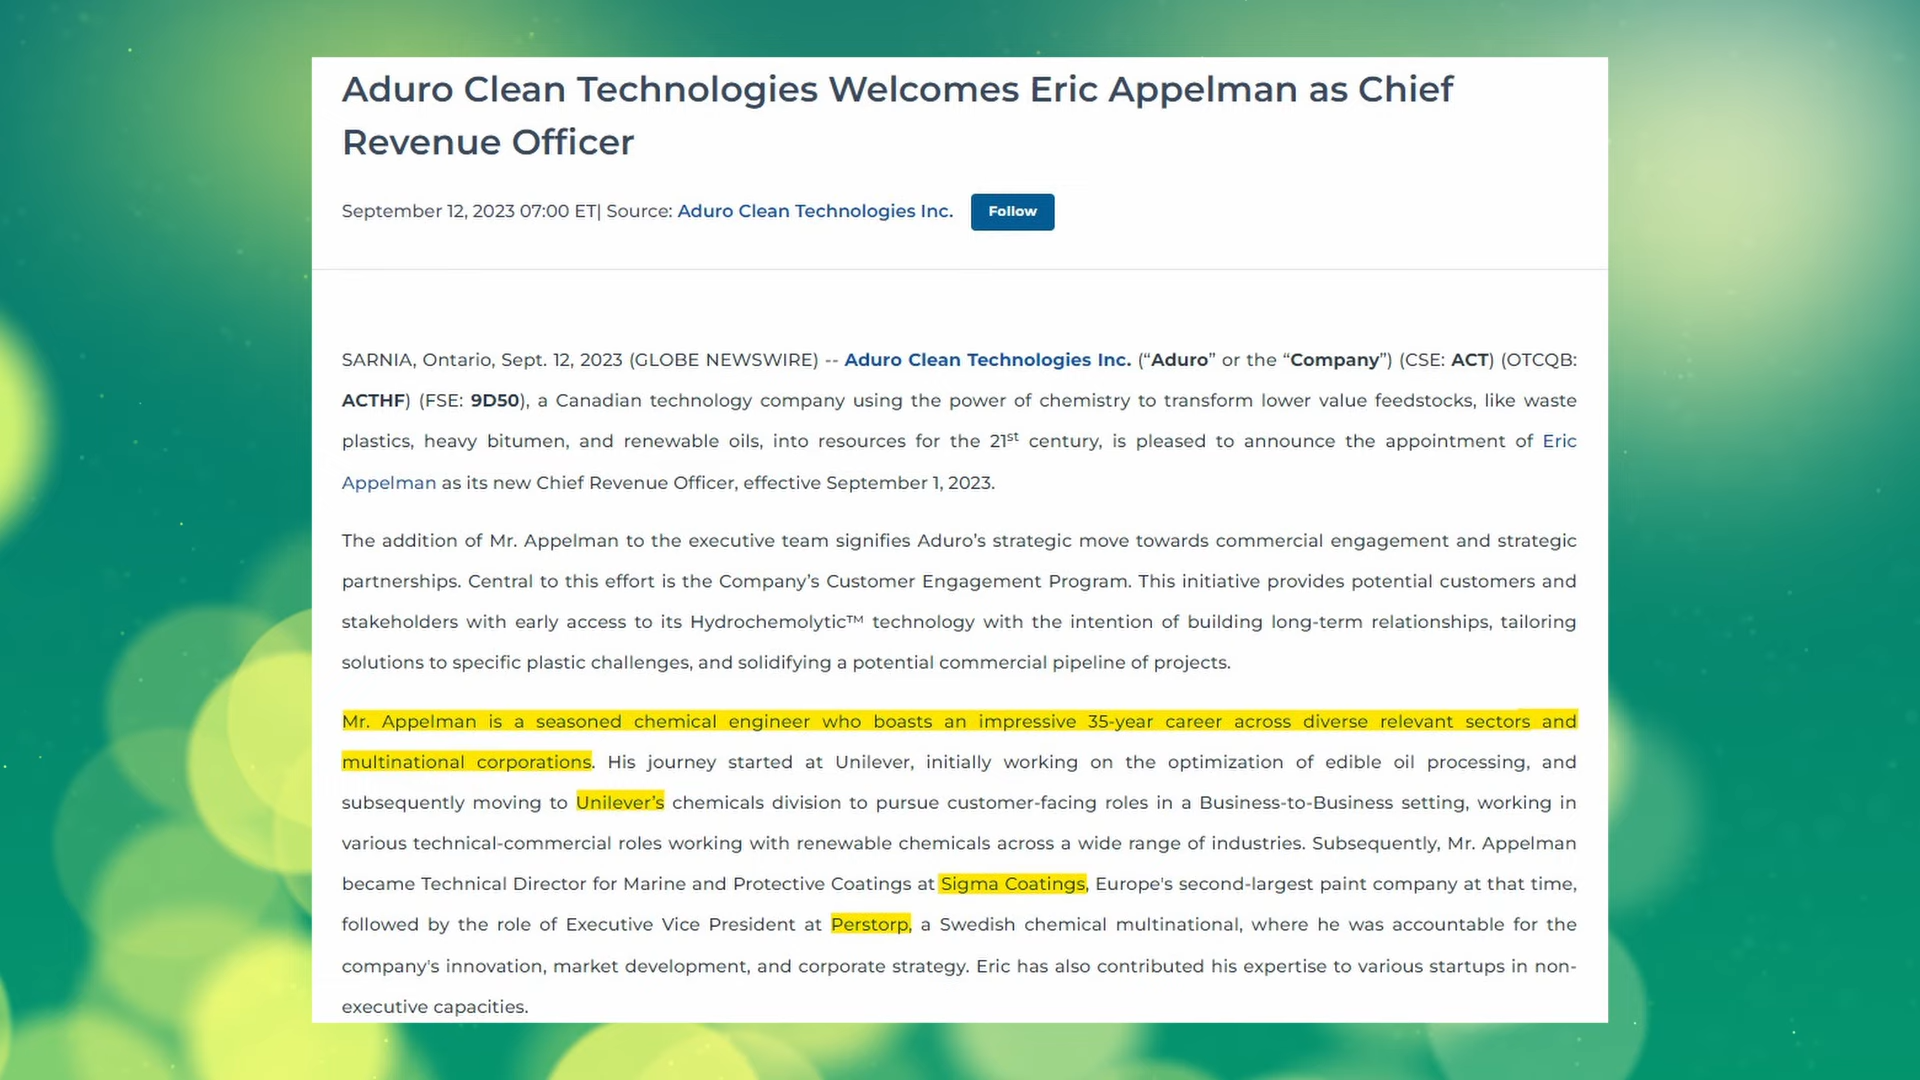 Aduro Clean Technologies Welcomes Eric Appelman as Chief
Revenue Officer
September 12, 2023 07:00 ET| Source: Aduro Clean Technologies Inc. Follow
SARNIA, Ontario, Sept. 12, 2023 (GLOBE NEWSWIRE) -- Aduro Clean Technologies Inc. (“Aduro” or the “Company”) (CSE: ACT) (OTCQB:
ACTHF) (FSE: 9D50), a Canadian technology company using the power of chemistry to transform lower value feedstocks, like waste
plastics, heavy bitumen, and renewable oils, into resources for the 21st century, is pleased to announce the appointment of Eric
Appelman as its new Chief Revenue Officer, effective September 1, 2023.
The addition of Mr. Appelman to the executive team signifies Aduro’s strategic move towards commercial engagement and strategic
partnerships. Central to this effort is the Company’s Customer Engagement Program. This initiative provides potential customers and
stakeholders with early access to its Hydrochemolytic™ technology with the intention of building long-term relationships, tailoring
solutions to specific plastic challenges, and solidifying a potential commercial pipeline of projects.
Mr. Appelman is a seasoned chemical engineer who boasts an impressive 35-year career across diverse relevant sectors and
multinational corporations. His journey started at Unilever, initially working on the optimization of edible oil processing, and
subsequently moving to Unilever’s chemicals division to pursue customer-facing roles in a Business-to-Business setting, working in
various technical-commercial roles working with renewable chemicals across a wide range of industries. Subsequently, Mr. Appelman
became Technical Director for Marine and Protective Coatings at Sigma Coatings, Europe's second-largest paint company at that time,
followed by the role of Executive Vice President at Perstorp, a Swedish chemical multinational, where he was accountable for the
company's innovation, market development, and corporate strategy. Eric has also contributed his expertise to various startups in non-
executive capacities.